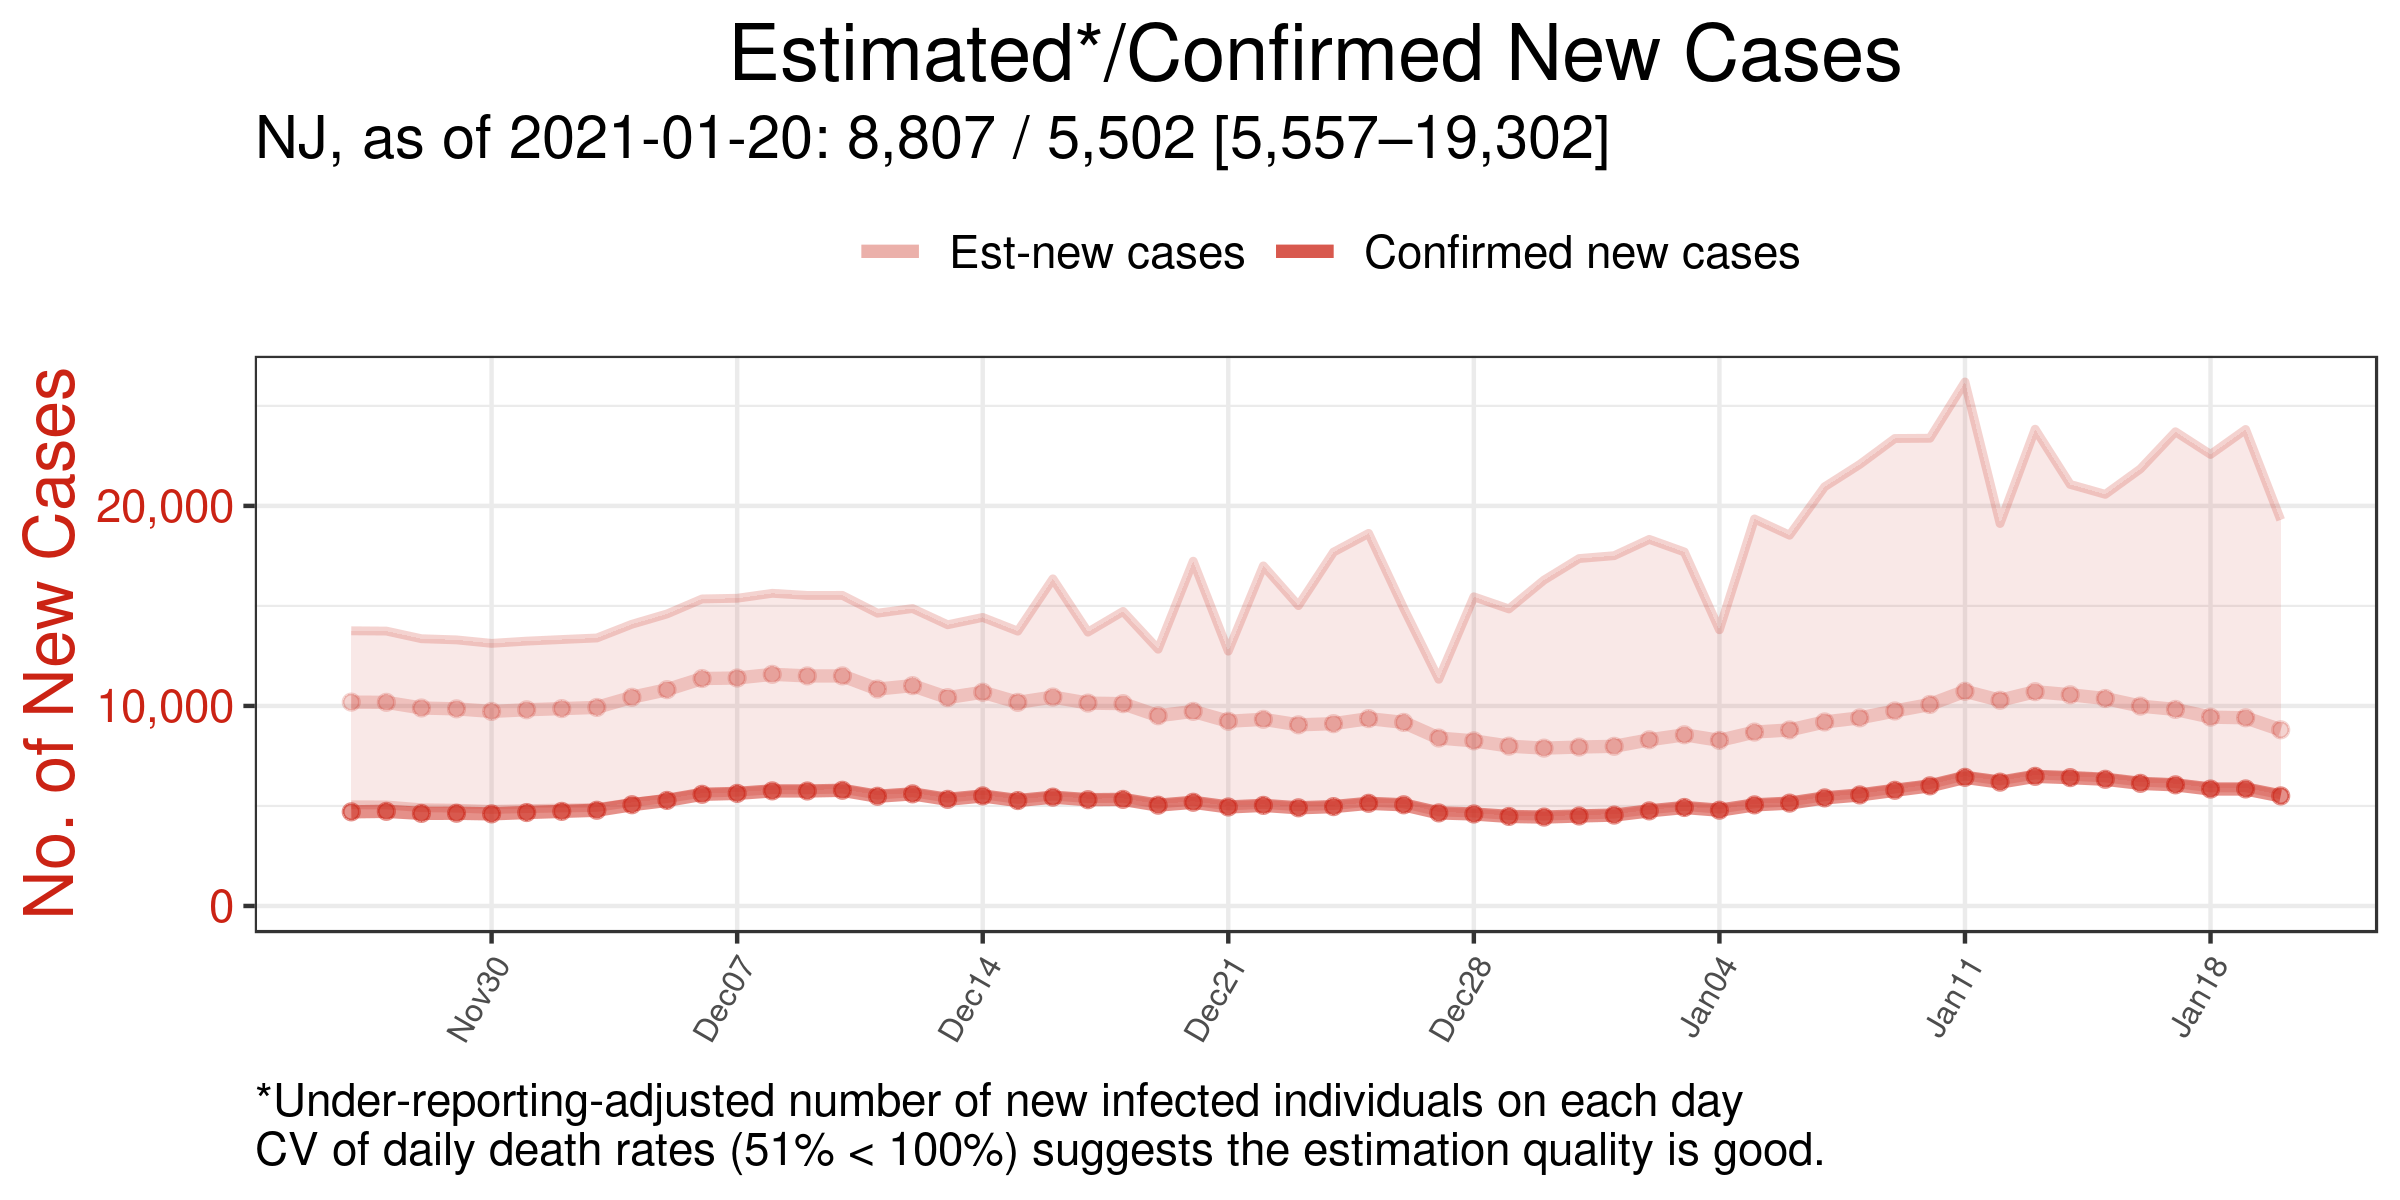 Estimated*/Confirmed New Cases
NJ, as of 2021-01-20: 8,807 / 5,502 [5,557–19,302]
Est-new cases
Confirmed new cases
No. of New Cases
20,000
10,000
0
Nov30
Dec07
Dec14
Dec21
Dec28
Jan04
Jan11
Jan18
*Under-reporting-adjusted number of new infected individuals on each day
CV of daily death rates (51% < 100%) suggests the estimation quality is good.